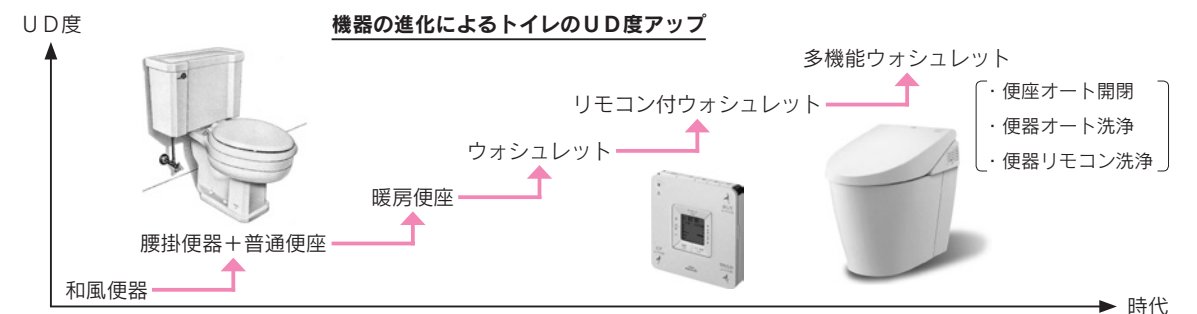 UD度
機器の進化によるトイレのUD度アップ
多機能ウォシュレット
・便座オート開閉
・便器オート洗浄
・便器リモコン洗浄
リモコン付ウォシュレット
ウォシュレット
暖房便座
腰掛便器+普通便座
和風便器
時代